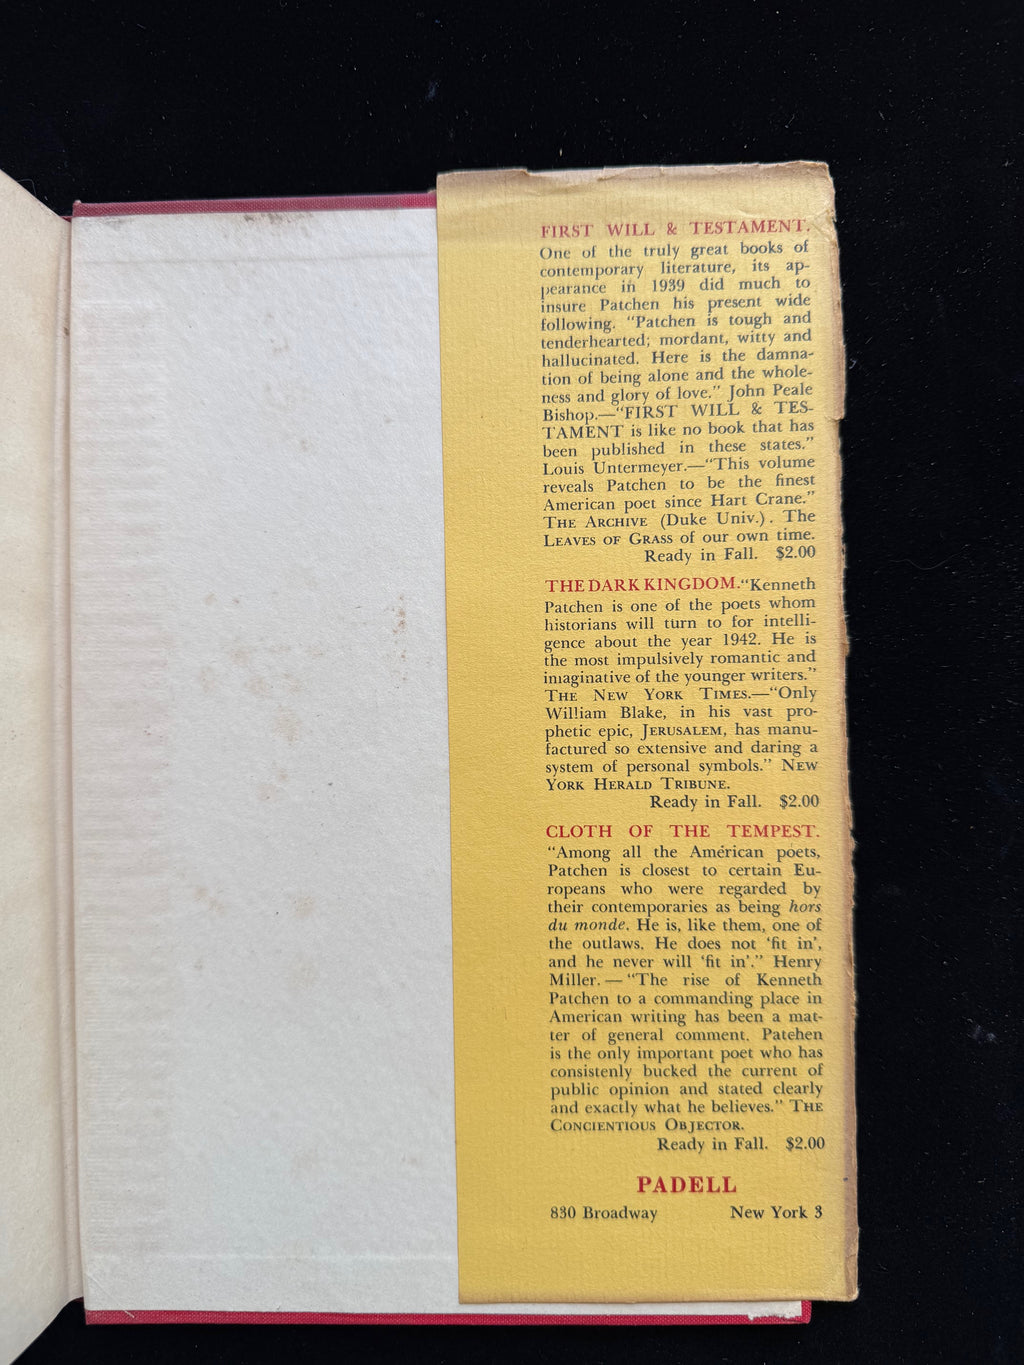 FIRST WILL & TESTAMENT.
One of the truly great books of
contemporary literature, its ap-
pearance in 1939 did much to
insure Patchen his present wide
following. "Patchen is tough and
tenderhearted; mordant, witty and
hallucinated. Here is the damna-
tion of being alone and the whole-
ness and glory of love." John Peale
Bishop.—"FIRST WILL & TES-
TAMENT is like no book that has
been published in these states."
Louis Untermeyer.—"This volume
reveals Patchen to be the finest
American poet since Hart Crane."
THE ARCHIVE (Duke Univ.). The
LEAVES OF GRASS of our own time.
Ready in Fall. $2.00
THE DARK KINGDOM. "Kenneth
Patchen is one of the poets whom
historians will turn to for intelli-
gence about the year 1942. He is
the most impulsively romantic and
imaginative of the younger writers."
THE NEW YORK TIMES.—"Only
William Blake, in his vast pro-
phetic epic, JERUSALEM, has manu-
factured so extensive and daring a
system of personal symbols." NEW
YORK HERALD TRIBUNE.
Ready in Fall. $2.00
CLOTH OF THE TEMPEST.
"Among all the American poets,
Patchen is closest to certain Eu-
ropeans who were regarded by
their contemporaries as being hors
du monde. He is, like them, one of
the outlaws. He does not 'fit in',
and he never will 'fit in'." Henry
Miller. — "The rise of Kenneth
Patchen to a commanding place in
American writing has been a mat-
ter of general comment. Patchen
is the only important poet who has
consistenly bucked the current of
public opinion and stated clearly
and exactly what he believes." THE
CONCIENTIOUS OBJECTOR.
Ready in Fall. $2.00
PADELL
830 Broadway New York 3